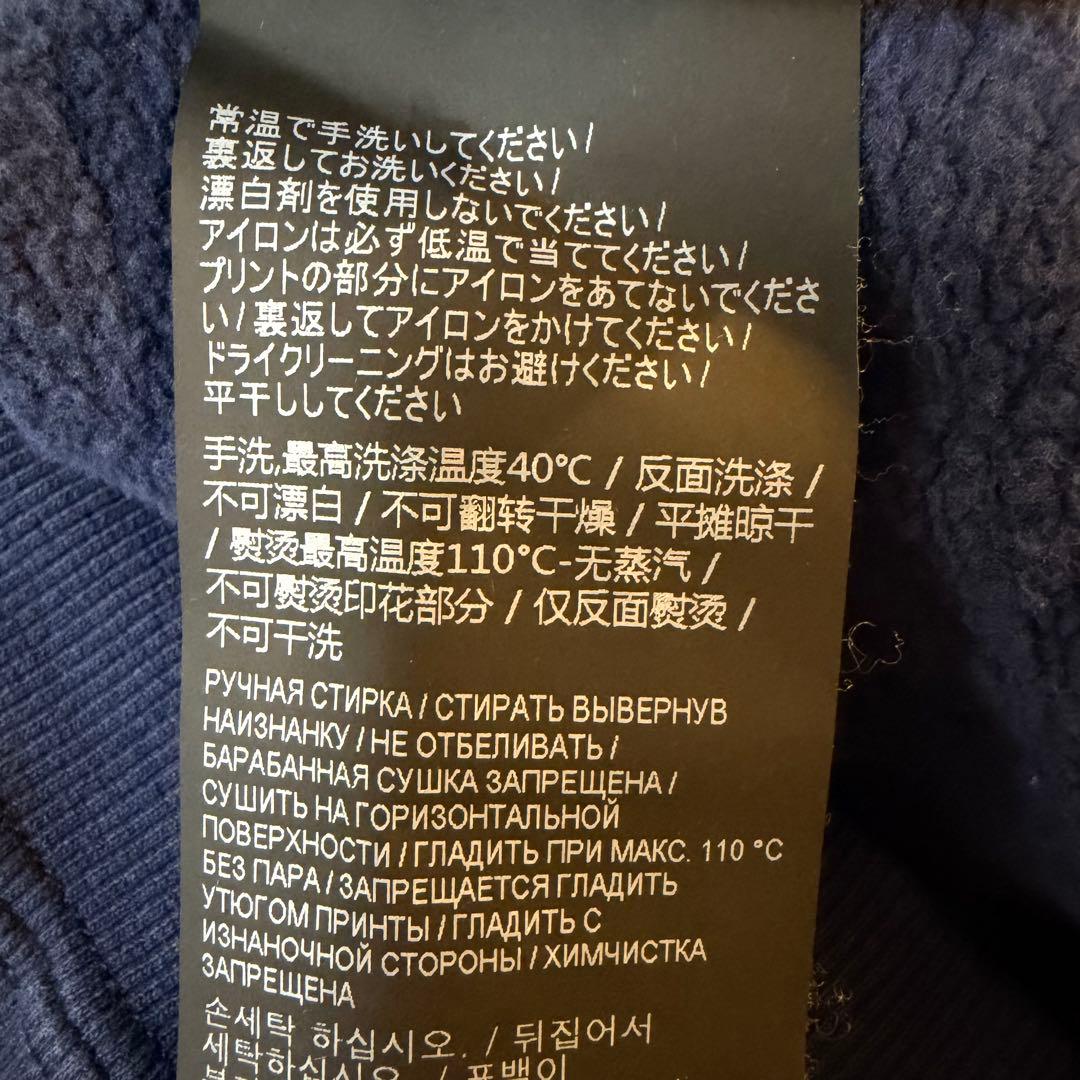 常温で手洗いしてください/
裏返してお洗いください/
漂白剤を使用しないでください/
アイロンは必ず低温で当ててください/
プリントの部分にアイロンをあてないでくださ
い/裏返してアイロンをかけてください/
ドライクリーニングはお避けください/
平干ししてください
手洗,最高洗涤温度40℃ / 反面洗涤 /
不可漂白 / 不可翻转干燥 / 平摊晾干
/ 熨烫最高温度110℃-无蒸汽 /
不可熨烫印花部分 / 仅反面熨烫 /
不可干洗
РУЧНАЯ СТИРКА / СТИРАТЬ ВЫВЕРНУВ
НАИЗНАНКУ / НЕ ОТБЕЛИВАТЬ /
БАРАБАННАЯ СУШКА ЗАПРЕЩЕНА /
СУШИТЬ НА ГОРИЗОНТАЛЬНОЙ
ПОВЕРХНОСТИ / ГЛАДИТЬ ПРИ МАКС. 110 °C
БЕЗ ПАРА / ЗАПРЕЩАЕТСЯ ГЛАДИТЬ
УТЮГОМ ПРИНТЫ / ГЛАДИТЬ С
ИЗНАНОЧНОЙ СТОРОНЫ / ХИМЧИСТКА
ЗАПРЕЩЕНА
손세탁 하십시오. / 뒤집어서
세탁하십시오. / 표백이